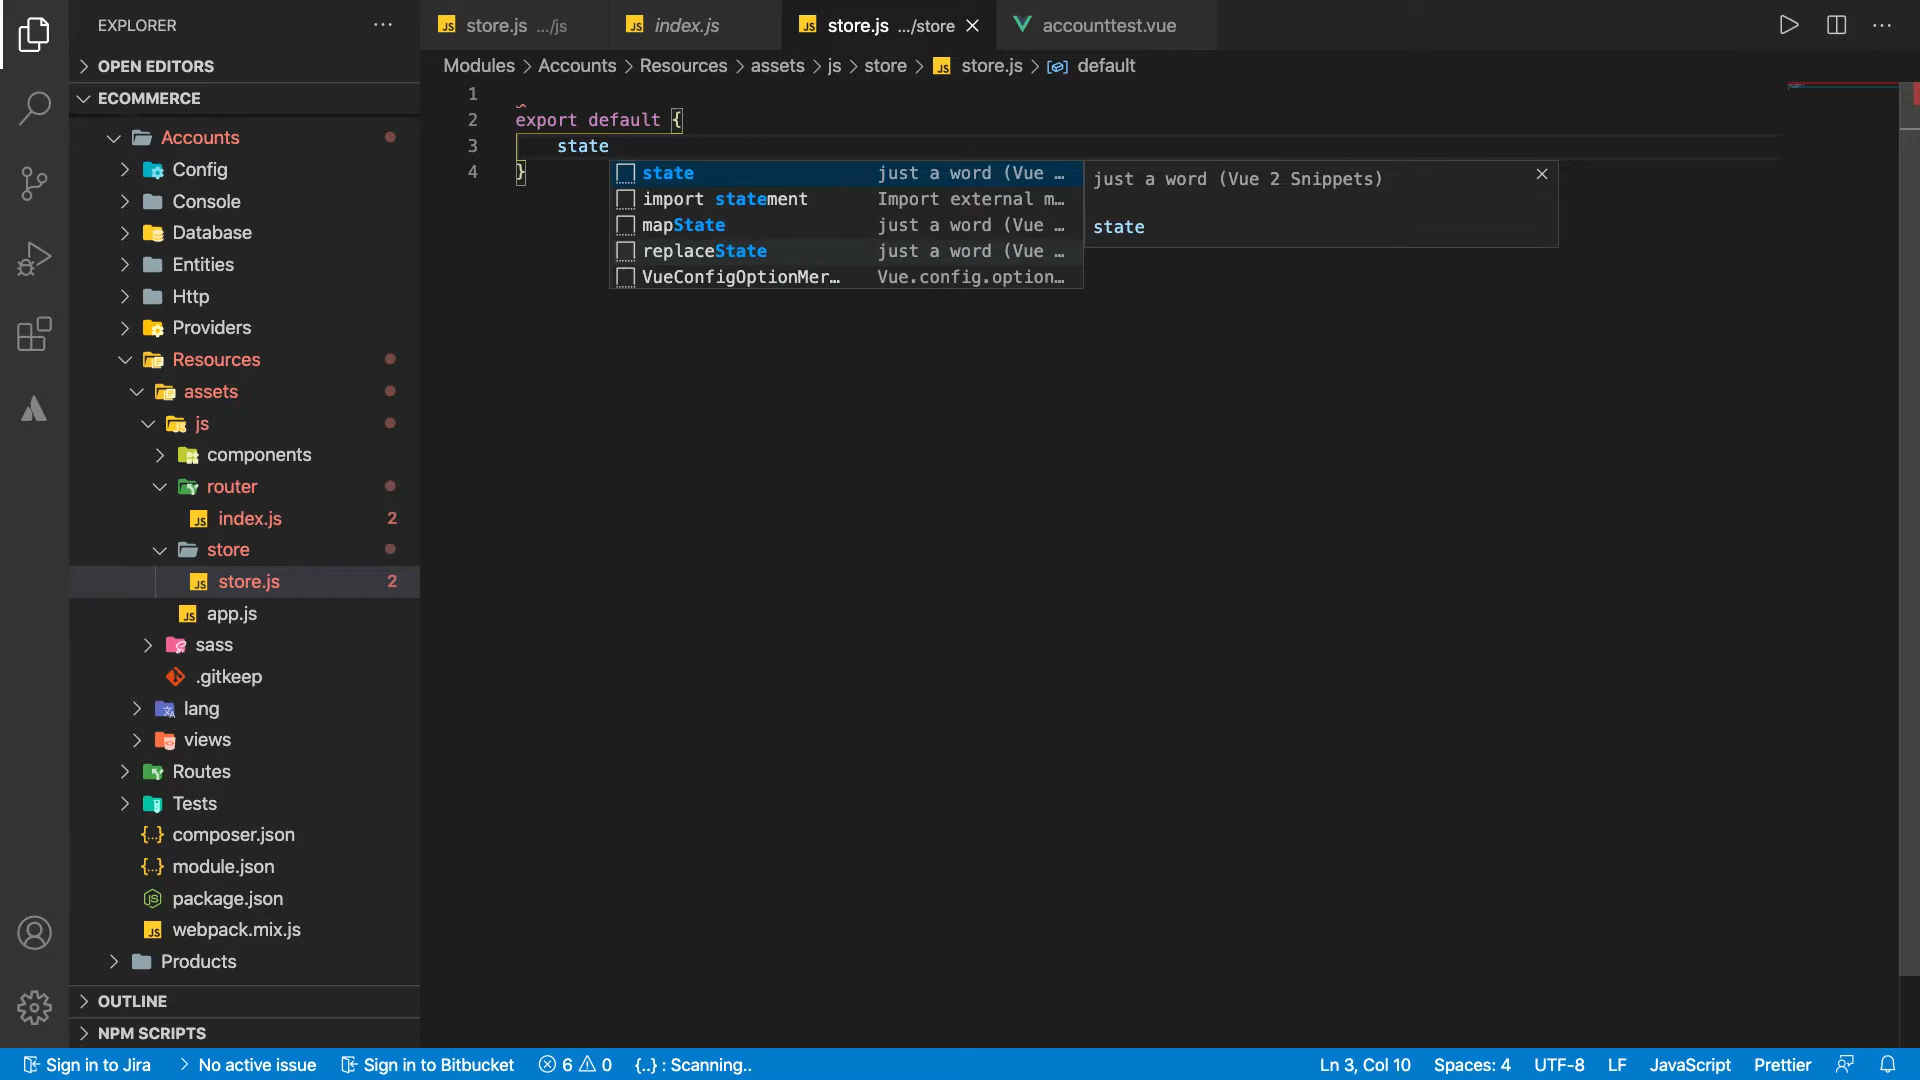 EXPLORER
OPEN EDITORS
ECOMMERCE
Accounts
Config
Console
Database
Entities
Http
Providers
Resources
assets
js
components
router
index.js 2
store
store.js 2
app.js
sass
.gitkeep
lang
views
Routes
Tests
composer.json
module.json
package.json
webpack.mix.js
Products
OUTLINE
NPM SCRIPTS
store.js .../js
index.js
store.js .../store
accounttest.vue
Modules > Accounts > Resources > assets > js > store > store.js > default
1
2 export default {
3 state
4 }
state just a word (Vue …
import statement Import external m…
mapState just a word (Vue …
replaceState just a word (Vue …
VueConfigOptionMer… Vue.config.option…
just a word (Vue 2 Snippets)
state
Sign in to Jira No active issue Sign in to Bitbucket 6 0 {..} : Scanning.. Ln 3, Col 10 Spaces: 4 UTF-8 LF JavaScript Prettier